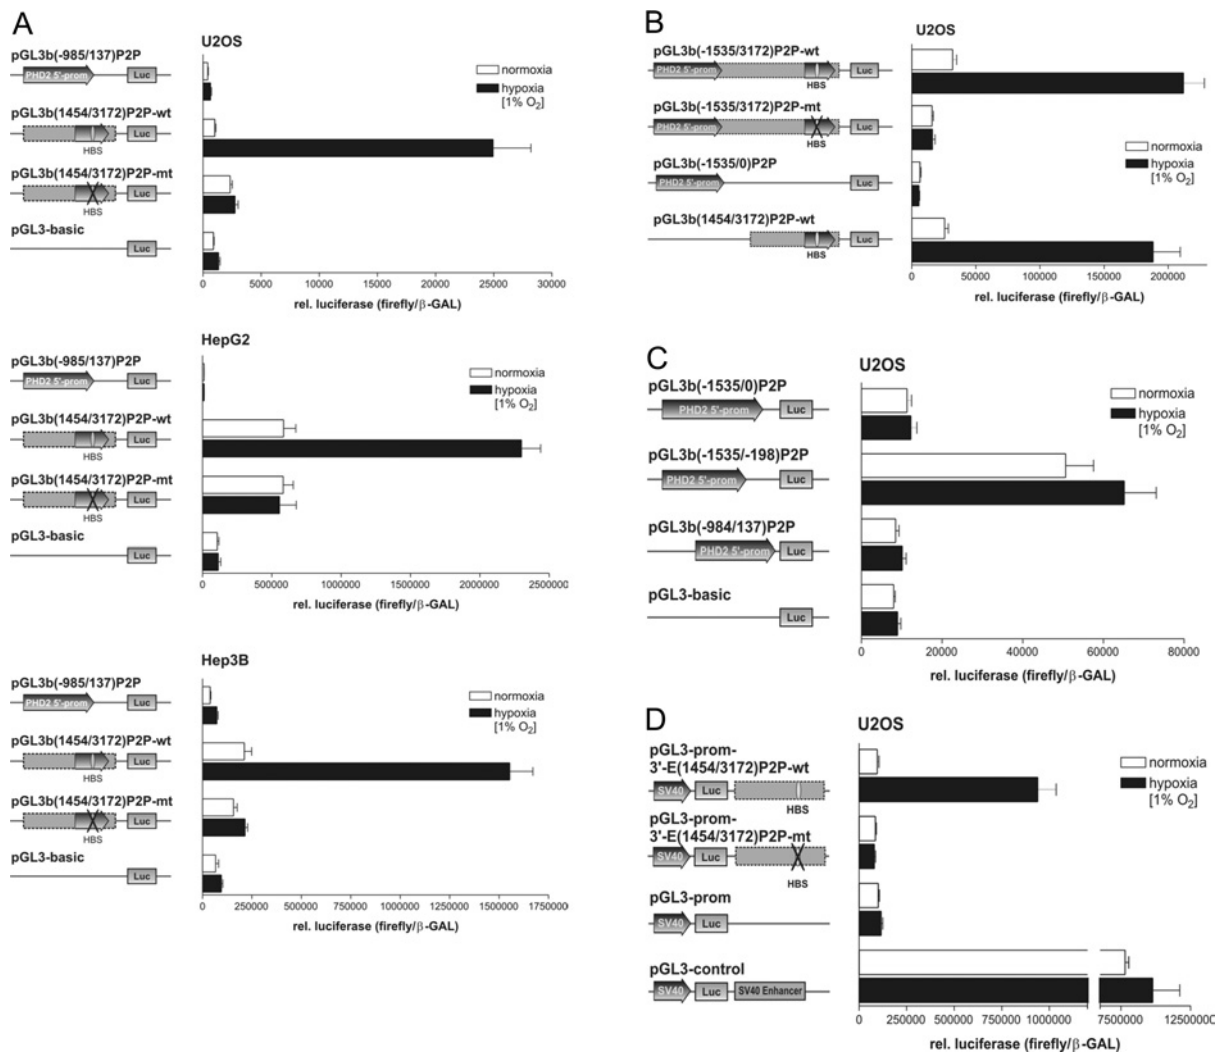 A
U2OS
pGL3b(-985/137)P2P
PHD2 5'-prom
Luc
normoxia
hypoxia
[1% O2]
pGL3b(1454/3172)P2P-wt
Luc
HBS
pGL3b(1454/3172)P2P-mt
Luc
HBS
pGL3-basic
Luc
0 5000 10000 15000 20000 25000 30000
rel. luciferase (firefly/β-GAL)
HepG2
pGL3b(-985/137)P2P
PHD2 5'-prom
Luc
normoxia
hypoxia
[1% O2]
pGL3b(1454/3172)P2P-wt
Luc
HBS
pGL3b(1454/3172)P2P-mt
Luc
HBS
pGL3-basic
Luc
0 500000 1000000 1500000 2000000 2500000
rel. luciferase (firefly/β-GAL)
Hep3B
pGL3b(-985/137)P2P
PHD2 5'-prom
Luc
normoxia
hypoxia
[1% O2]
pGL3b(1454/3172)P2P-wt
Luc
HBS
pGL3b(1454/3172)P2P-mt
Luc
HBS
pGL3-basic
Luc
0 250000 500000 750000 1000000 1250000 1500000 1750000
rel. luciferase (firefly/β-GAL)
B
U2OS
pGL3b(-1535/3172)P2P-wt
PHD2 5'-prom
Luc
HBS
pGL3b(-1535/3172)P2P-mt
PHD2 5'-prom
Luc
HBS
normoxia
hypoxia
[1% O2]
pGL3b(-1535/0)P2P
PHD2 5'-prom
Luc
pGL3b(1454/3172)P2P-wt
Luc
HBS
0 50000 100000 150000 200000
rel. luciferase (firefly/β-GAL)
C
U2OS
pGL3b(-1535/0)P2P
PHD2 5'-prom
Luc
normoxia
hypoxia
[1% O2]
pGL3b(-1535/-198)P2P
PHD2 5'-prom
Luc
pGL3b(-984/137)P2P
PHD2 5'-prom
Luc
pGL3-basic
Luc
0 20000 40000 60000 80000
rel. luciferase (firefly/β-GAL)
D
U2OS
pGL3-prom-
3'-E(1454/3172)P2P-wt
SV40
Luc
HBS
normoxia
hypoxia
[1% O2]
pGL3-prom-
3'-E(1454/3172)P2P-mt
SV40
Luc
HBS
pGL3-prom
SV40
Luc
pGL3-control
SV40
Luc
SV40 Enhancer
0 250000 500000 750000 1000000 7500000 12500000
rel. luciferase (firefly/β-GAL)